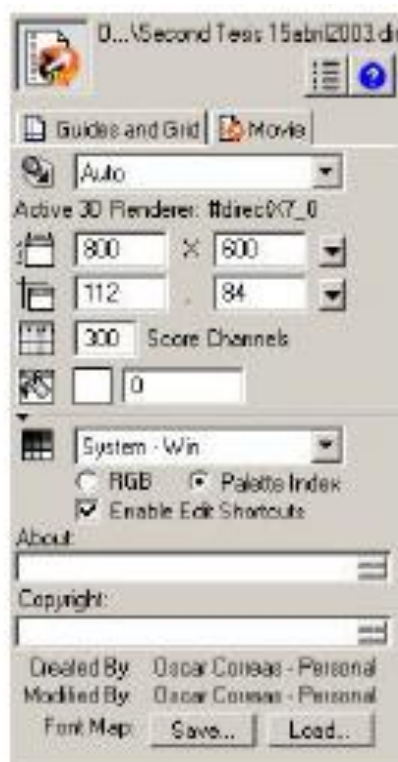 D...\Second Tess 15abril2003.dir
Guides and Grid Movie
Auto
Active 3D Renderer: #directX7_0
800 X 600
112 , 84
300 Score Channels
0
System - Win
RGB Palette Index
Enable Edit Shortcuts
About:
Copyright:
Created By: Oscar - Personal
Modified By: Oscar - Personal
Font Map: Save... Load...